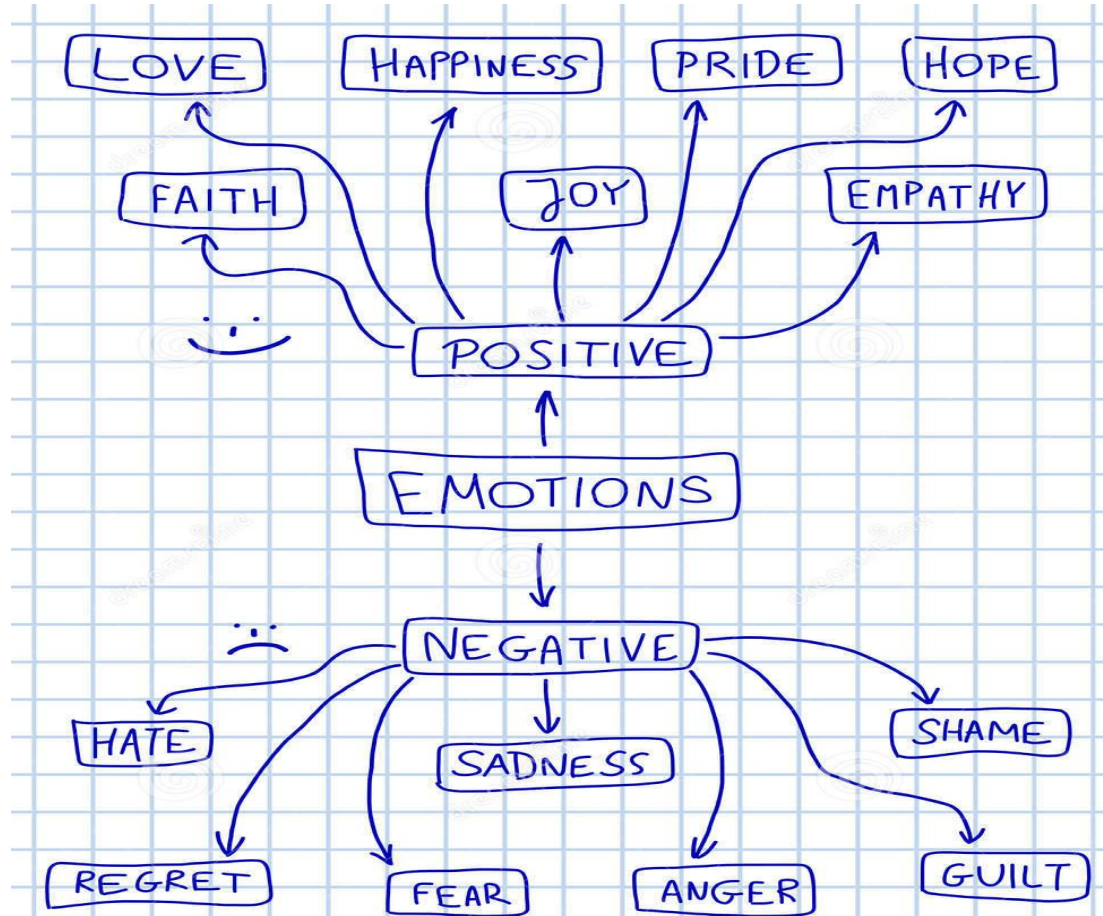 LOVE HAPPINESS PRIDE HOPE
FAITH JOY EMPATHY
POSITIVE
EMOTIONS
NEGATIVE
HATE SADNESS SHAME
REGRET FEAR ANGER GUILT